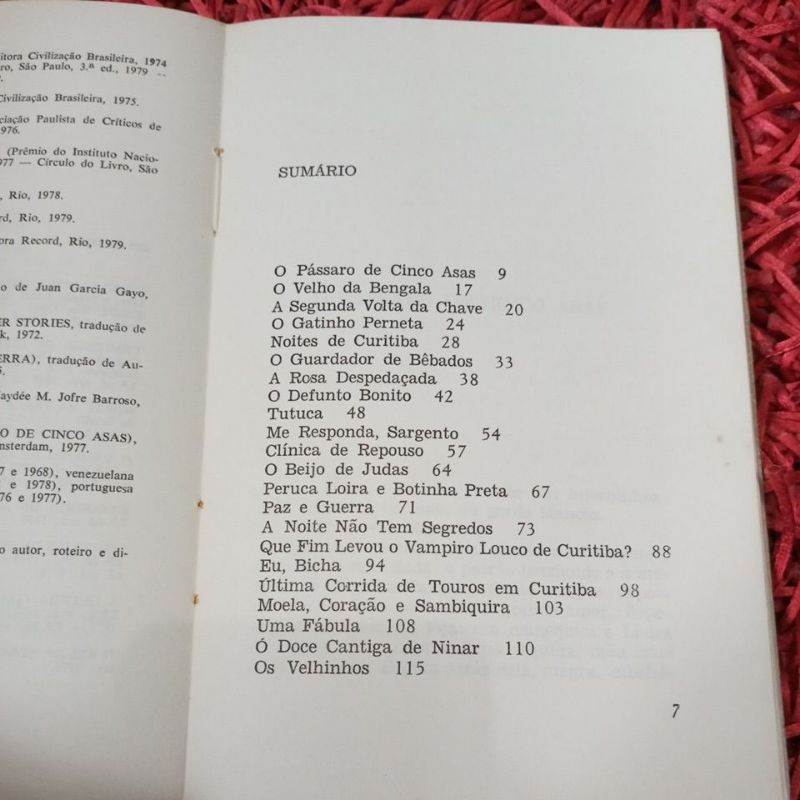 itora Civilização Brasileira, 1974
ro, São Paulo, 3.ª ed., 1979 —
Civilização Brasileira, 1975.
ciação Paulista de Críticos de
976.
(Prêmio do Instituto Nacio-
977 — Círculo do Livro, São
, Rio, 1978.
rd, Rio, 1979.
ora Record, Rio, 1979.
o de Juan Garcia Gayo,
ER STORIES, tradução de
k, 1972.
ERRA), tradução de Au-
aydée M. Jofre Barroso,
O DE CINCO ASAS),
msterdam, 1977.
7 e 1968), venezuelana
e 1978), portuguesa
76 e 1977).
o autor, roteiro e di-
SUMÁRIO
O Pássaro de Cinco Asas 9
O Velho da Bengala 17
A Segunda Volta da Chave 20
O Gatinho Perneta 24
Noites de Curitiba 28
O Guardador de Bêbados 33
A Rosa Despedaçada 38
O Defunto Bonito 42
Tutuca 48
Me Responda, Sargento 54
Clínica de Repouso 57
O Beijo de Judas 64
Peruca Loira e Botinha Preta 67
Paz e Guerra 71
A Noite Não Tem Segredos 73
Que Fim Levou o Vampiro Louco de Curitiba? 88
Eu, Bicha 94
Última Corrida de Touros em Curitiba 98
Moela, Coração e Sambiquira 103
Uma Fábula 108
Ó Doce Cantiga de Ninar 110
Os Velhinhos 115
7